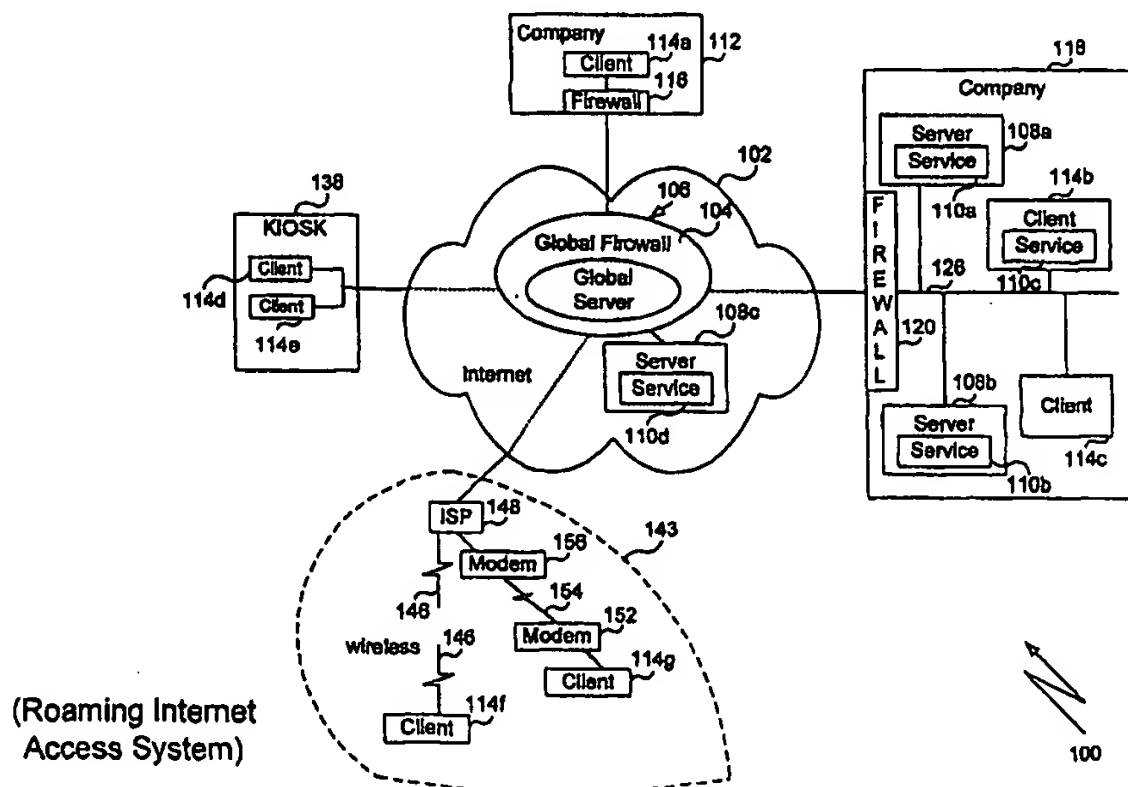 Company
114a
112
Client
116
Firewall
118
Company
Server
108a
Service
110a
114b
Client
Service
110c
126
FIREWALL
120
108b
Server
Service
110b
Client
114c
102
106
104
Global Firewall
Global
Server
108c
Server
Service
110d
Internet
138
KIOSK
Client
114d
Client
114e
ISP
148
143
Modem
156
146
154
wireless
146
152
Modem
114g
Client
114f
Client
(Roaming Internet
Access System)
100